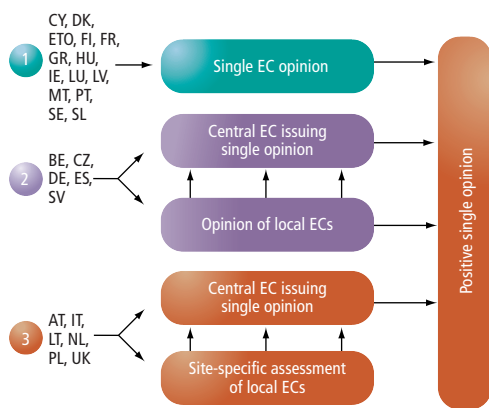 1
CY, DK,
ETO, FI, FR,
GR, HU,
IE, LU, LV,
MT, PT,
SE, SL
Single EC opinion
2
BE, CZ,
DE, ES,
SV
Central EC issuing
single opinion
Opinion of local ECs
3
AT, IT,
LT, NL,
PL, UK
Central EC issuing
single opinion
Site-specific assessment
of local ECs
Positive single opinion